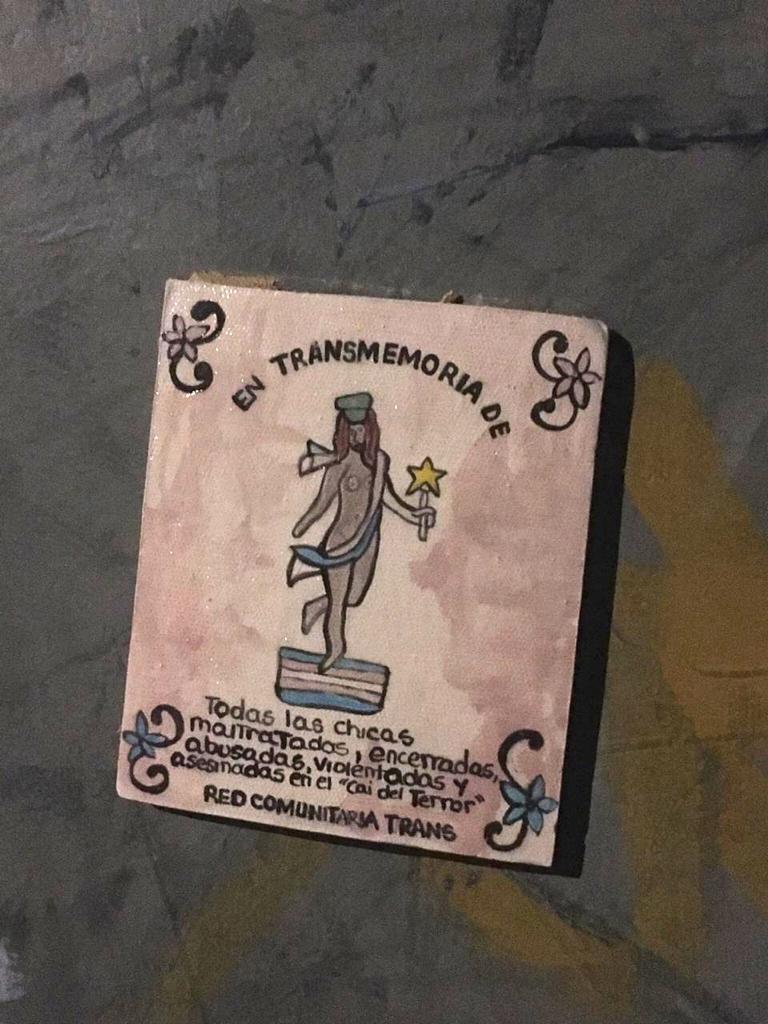 EN TRANSMEMORIA DE
Todas las chicas
maltratados, encerradas,
abusadas, violentadas y
asesinadas en el "Cai del Terror"
RED COMUNITARIA TRANS